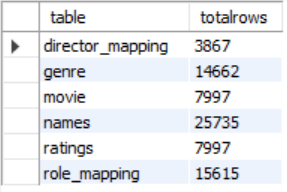 table totalrows
director_mapping 3867
genre 14662
movie 7997
names 25735
ratings 7997
role_mapping 15615